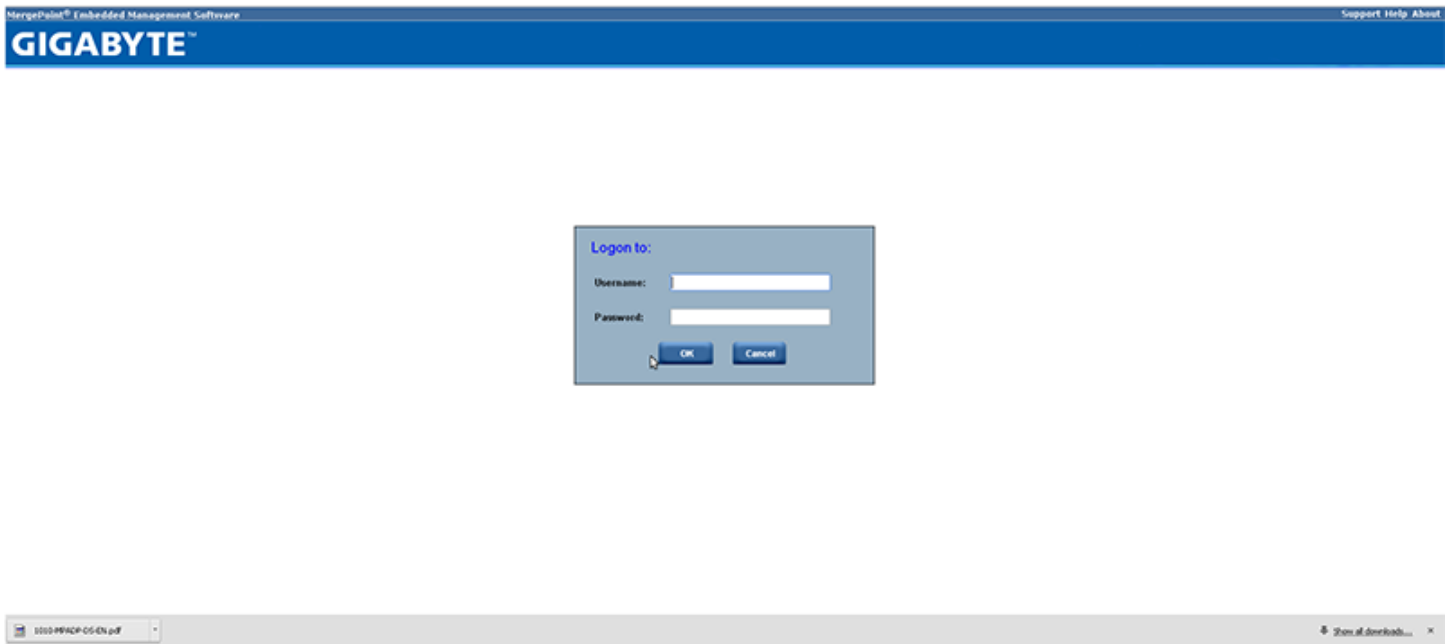 MergePoint® Embedded Management Software
Support Help About
GIGABYTE™
Logon to:
Username:
Password:
OK
Cancel
1010-MPADP-DS-EN.pdf
Show all downloads...